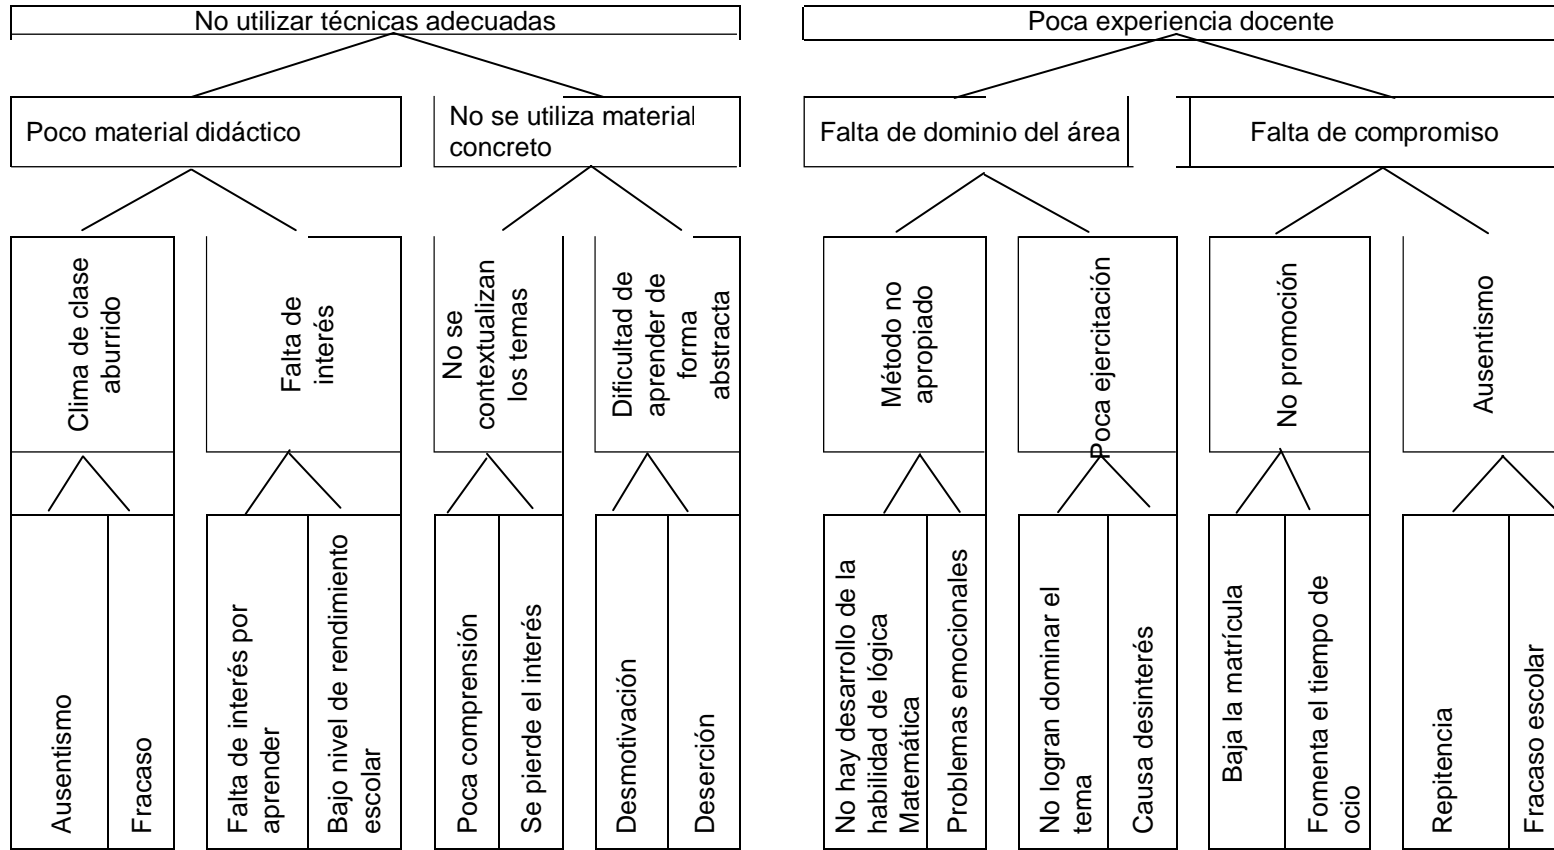 No utilizar técnicas adecuadas
Poca experiencia docente
Poco material didáctico
No se utiliza material
concreto
Falta de dominio del área
Falta de compromiso
Clima de clase
aburrido
Falta de
interés
No se
contextualizan
los temas
Dificultad de
aprender de
forma
abstracta
Método no
apropiado
Poca ejercitación
No promoción
Ausentismo
Ausentismo
Fracaso
Falta de interés por
aprender
Bajo nivel de rendimiento
escolar
Poca comprensión
Se pierde el interés
Desmotivación
Deserción
No hay desarrollo de la
habilidad de lógica
Matemática
Problemas emocionales
No logran dominar el
tema
Causa desinterés
Baja la matrícula
Fomenta el tiempo de
ocio
Repitencia
Fracaso escolar